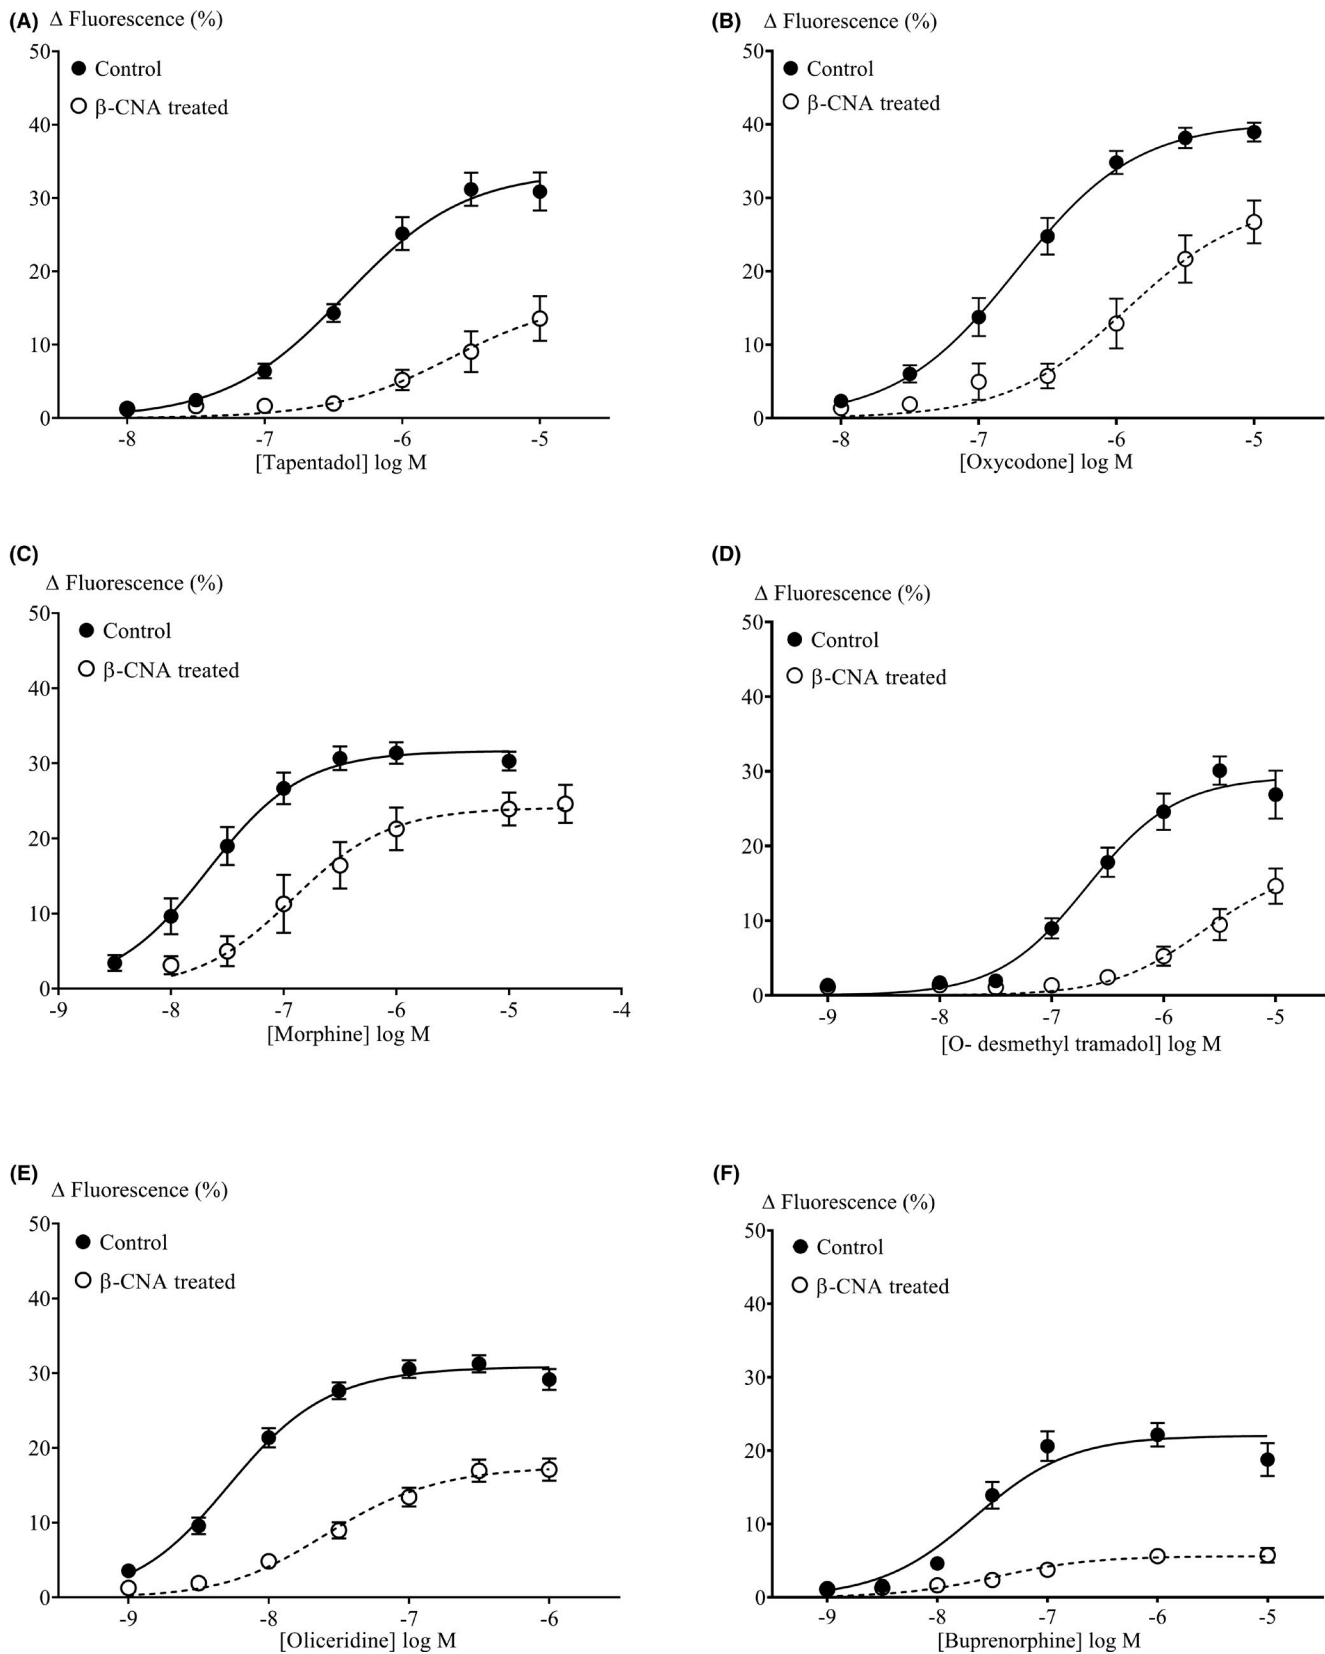 (A) Δ Fluorescence (%)
50
Control
β-CNA treated
40
30
20
10
0
-8 -7 -6 -5
[Tapentadol] log M
(B) Δ Fluorescence (%)
50
Control
β-CNA treated
40
30
20
10
0
-8 -7 -6 -5
[Oxycodone] log M
(C)
Δ Fluorescence (%)
50
Control
β-CNA treated
40
30
20
10
0
-9 -8 -7 -6 -5 -4
[Morphine] log M
(D)
Δ Fluorescence (%)
50
Control
β-CNA treated
40
30
20
10
0
-9 -8 -7 -6 -5
[O- desmethyl tramadol] log M
(E)
Δ Fluorescence (%)
50
Control
β-CNA treated
40
30
20
10
0
-9 -8 -7 -6
[Oliceridine] log M
(F)
Δ Fluorescence (%)
50
Control
β-CNA treated
40
30
20
10
0
-9 -8 -7 -6 -5
[Buprenorphine] log M